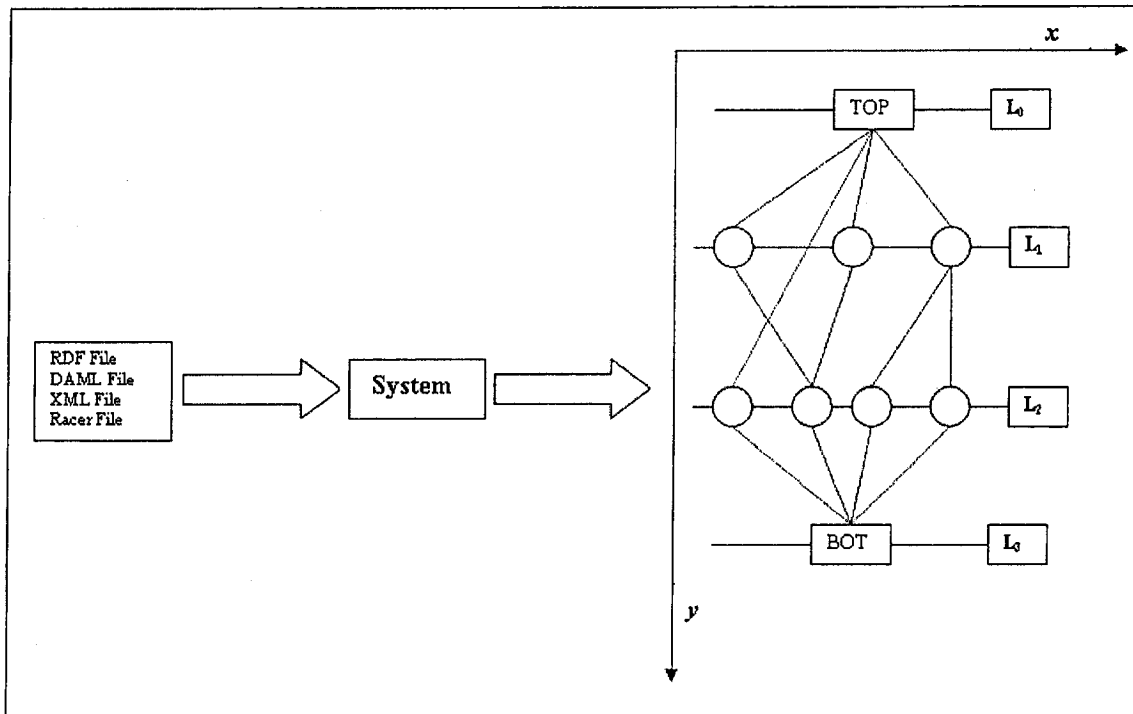 x
TOP
L₀
L₁
RDF File
DAML File
XML File
Racer File
System
L₂
BOT
L₃
y